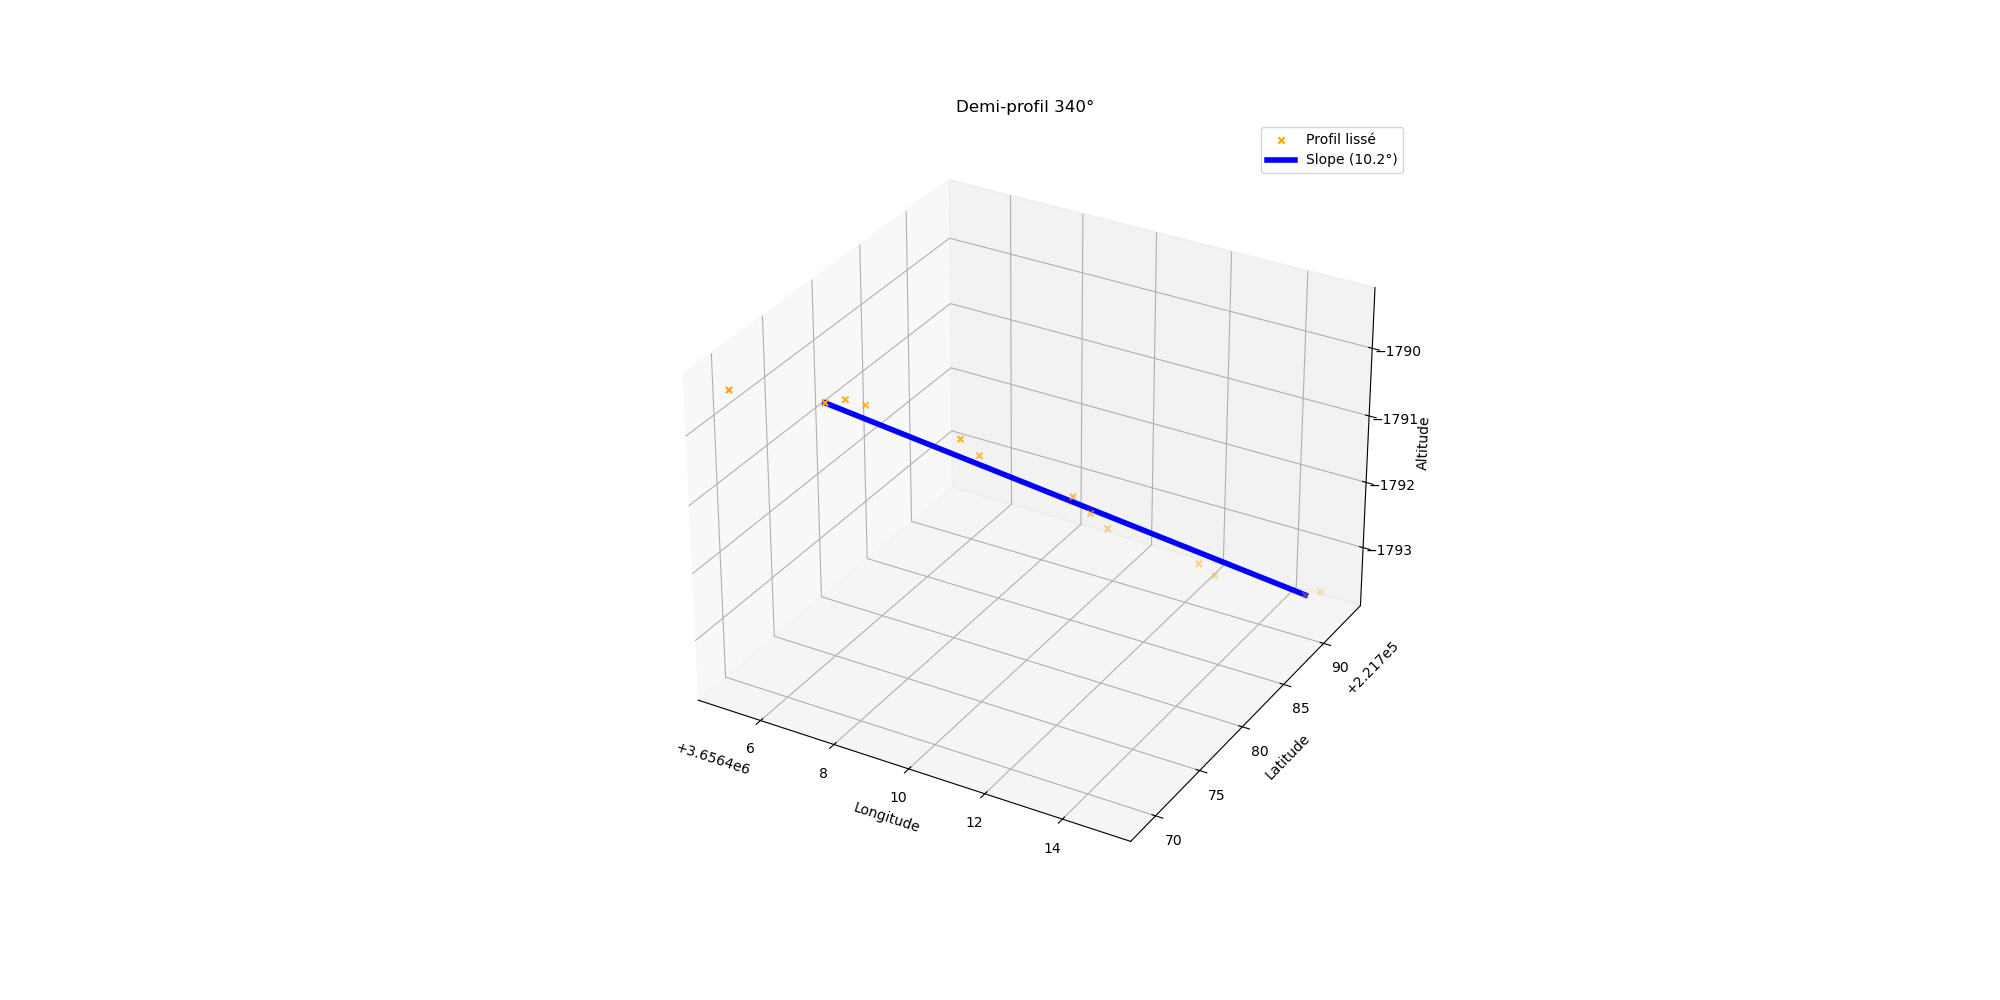 Demi-profil 340°
Profil lissé
Slope (10.2°)
−1790
−1791
−1792
−1793
Altitude
90
85
80
75
70
+2.217e5
Latitude
6
8
10
12
14
+3.6564e6
Longitude